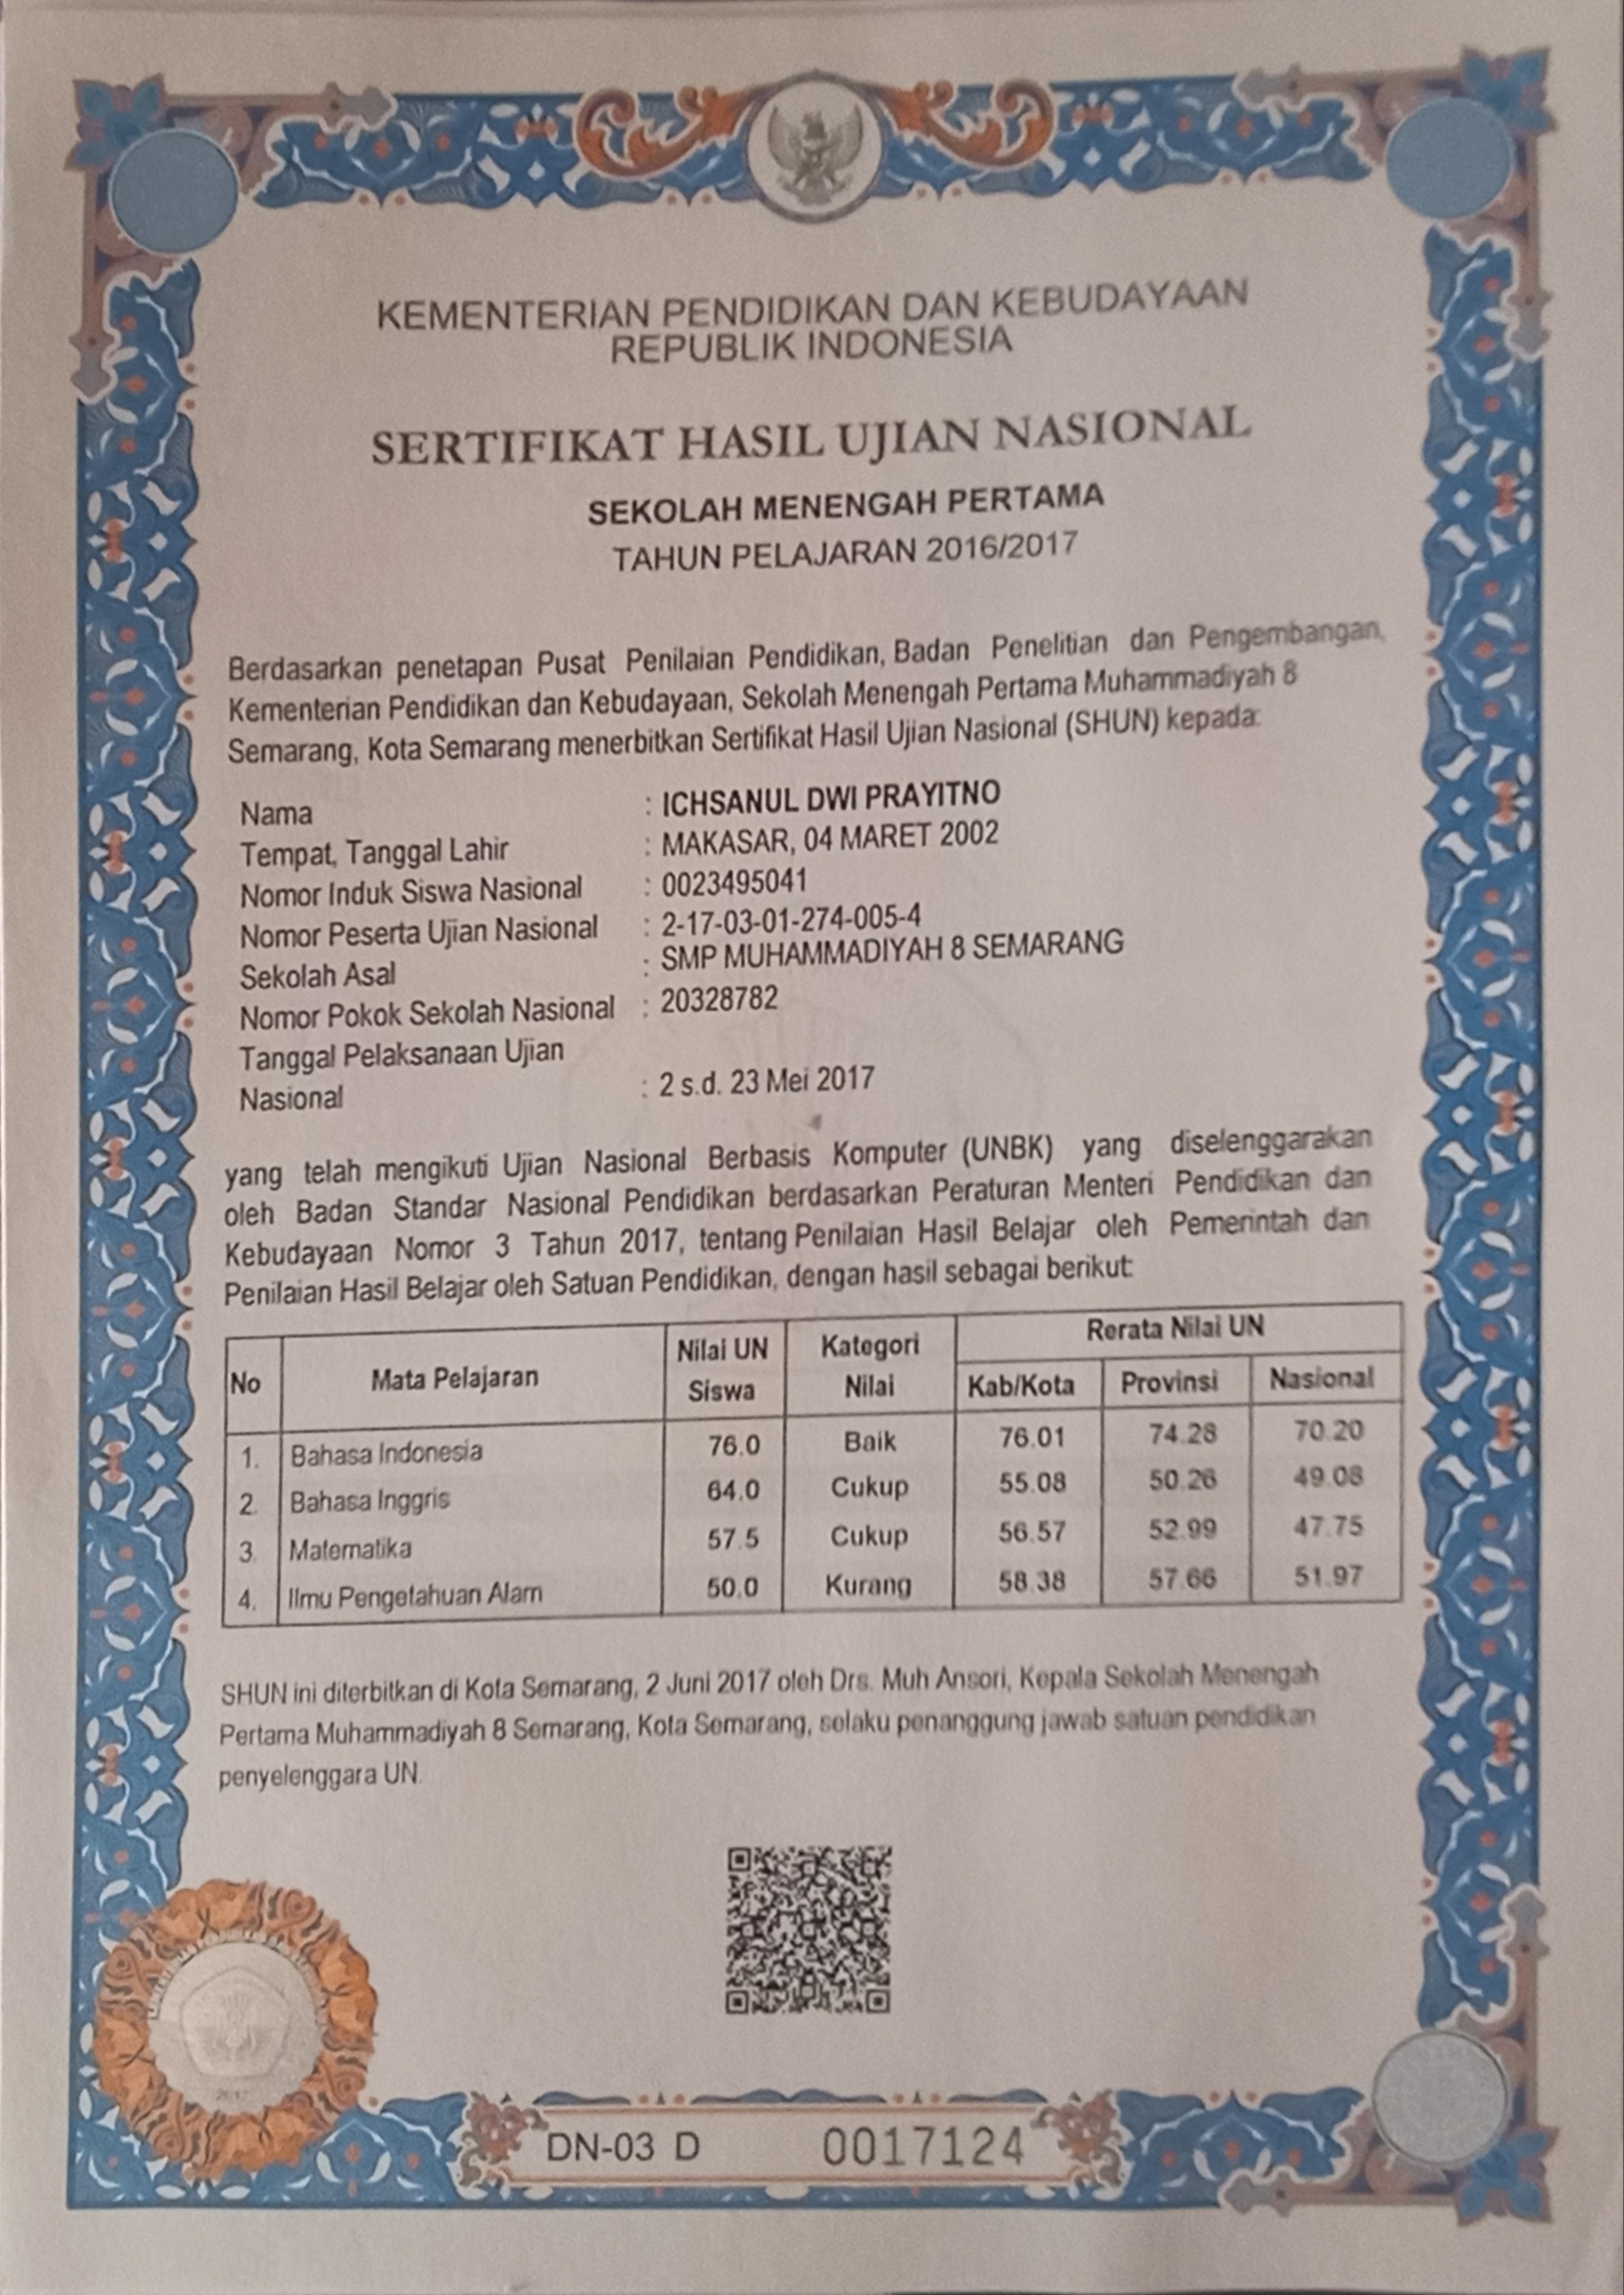 KEMENTERIAN PENDIDIKAN DAN KEBUDAYAAN
REPUBLIK INDONESIA
SERTIFIKAT HASIL UJIAN NASIONAL
SEKOLAH MENENGAH PERTAMA
TAHUN PELAJARAN 2016/2017
Berdasarkan penetapan Pusat Penilaian Pendidikan, Badan Penelitian dan Pengembangan,
Kementerian Pendidikan dan Kebudayaan, Sekolah Menengah Pertama Muhammadiyah 8
Semarang, Kota Semarang menerbitkan Sertifikat Hasil Ujian Nasional (SHUN) kepada:
Nama : ICHSANUL DWI PRAYITNO
Tempat, Tanggal Lahir : MAKASAR, 04 MARET 2002
Nomor Induk Siswa Nasional : 0023495041
Nomor Peserta Ujian Nasional : 2-17-03-01-274-005-4
Sekolah Asal : SMP MUHAMMADIYAH 8 SEMARANG
Nomor Pokok Sekolah Nasional : 20328782
Tanggal Pelaksanaan Ujian
Nasional : 2 s.d. 23 Mei 2017
yang telah mengikuti Ujian Nasional Berbasis Komputer (UNBK) yang diselenggarakan
oleh Badan Standar Nasional Pendidikan berdasarkan Peraturan Menteri Pendidikan dan
Kebudayaan Nomor 3 Tahun 2017, tentang Penilaian Hasil Belajar oleh Pemerintah dan
Penilaian Hasil Belajar oleh Satuan Pendidikan, dengan hasil sebagai berikut:
No Mata Pelajaran Nilai UN Siswa Kategori Nilai Rerata Nilai UN
Kab/Kota Provinsi Nasional
1. Bahasa Indonesia 76.0 Baik 76.01 74.28 70.20
2. Bahasa Inggris 64.0 Cukup 55.08 50.26 49.08
3. Matematika 57.5 Cukup 56.57 52.99 47.75
4. Ilmu Pengetahuan Alam 50.0 Kurang 58.38 57.66 51.97
SHUN ini diterbitkan di Kota Semarang, 2 Juni 2017 oleh Drs. Muh Ansori, Kepala Sekolah Menengah
Pertama Muhammadiyah 8 Semarang, Kota Semarang, selaku penanggung jawab satuan pendidikan
penyelenggara UN.
2017
DN-03 D 0017124